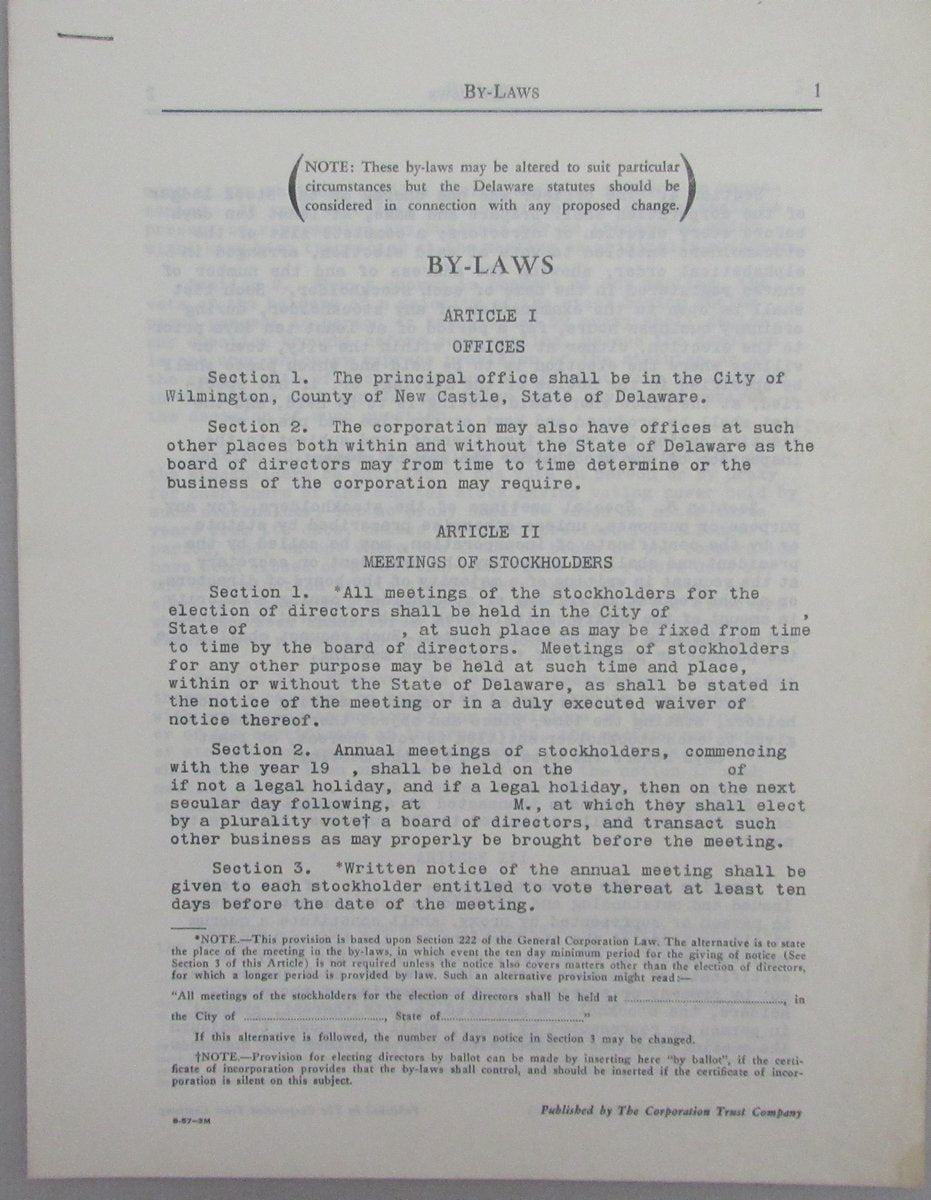 BY-LAWS 1
(NOTE: These by-laws may be altered to suit particular
circumstances but the Delaware statutes should be
considered in connection with any proposed change.)
BY-LAWS
ARTICLE I
OFFICES
Section 1. The principal office shall be in the City of
Wilmington, County of New Castle, State of Delaware.
Section 2. The corporation may also have offices at such
other places both within and without the State of Delaware as the
board of directors may from time to time determine or the
business of the corporation may require.
ARTICLE II
MEETINGS OF STOCKHOLDERS
Section 1. *All meetings of the stockholders for the
election of directors shall be held in the City of ,
State of , at such place as may be fixed from time
to time by the board of directors. Meetings of stockholders
for any other purpose may be held at such time and place,
within or without the State of Delaware, as shall be stated in
the notice of the meeting or in a duly executed waiver of
notice thereof.
Section 2. Annual meetings of stockholders, commencing
with the year 19 , shall be held on the of
if not a legal holiday, and if a legal holiday, then on the next
secular day following, at M., at which they shall elect
by a plurality vote† a board of directors, and transact such
other business as may properly be brought before the meeting.
Section 3. *Written notice of the annual meeting shall be
given to each stockholder entitled to vote thereat at least ten
days before the date of the meeting.
*NOTE.—This provision is based upon Section 222 of the General Corporation Law. The alternative is to state
the place of the meeting in the by-laws, in which event the ten day minimum period for the giving of notice (See
Section 3 of this Article) is not required unless the notice also covers matters other than the election of directors,
for which a longer period is provided by law. Such an alternative provision might read:—
"All meetings of the stockholders for the election of directors shall be held at ........................................, in
the City of ...................................., State of...................................."
If this alternative is followed, the number of days notice in Section 3 may be changed.
†NOTE.—Provision for electing directors by ballot can be made by inserting here "by ballot", if the certi-
ficate of incorporation provides that the by-laws shall control, and should be inserted if the certificate of incor-
poration is silent on this subject.
Published by The Corporation Trust Company
8-57-3M